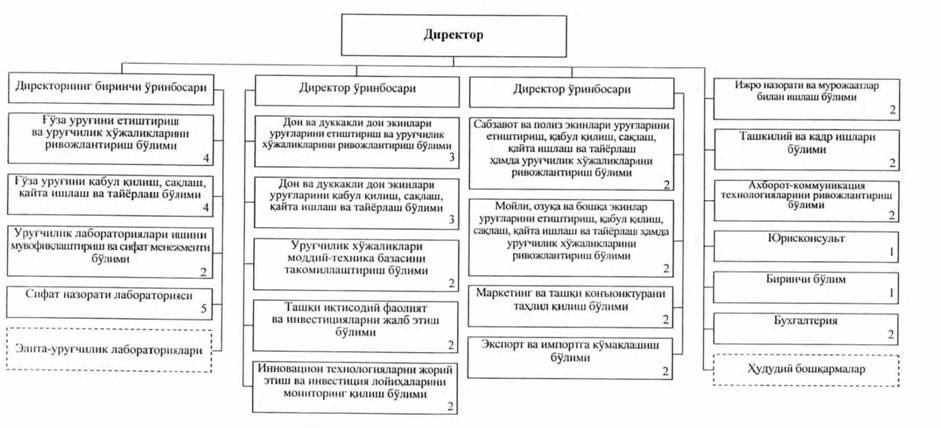 Директор
Директорнинг биринчи ўринбосари
Ғўза уруғини етиштириш
ва уруғчилик хўжаликларини
ривожлантириш бўлими
4
Ғўза уруғини қабул қилиш, сақлаш,
қайта ишлаш ва тайёрлаш бўлими
4
Уруғчилик лабораториялари ишини
мувофиқлаштириш ва сифат менежменти
бўлими
2
Сифат назорати лабораторияси
5
Элита-уруғчилик лабораториялари
Директор ўринбосари
Дон ва дуккакли дон экинлари
уруғларини етиштириш ва уруғчилик
хўжаликларини ривожлантириш бўлими
3
Дон ва дуккакли дон экинлари
уруғларини қабул қилиш, сақлаш,
қайта ишлаш ва тайёрлаш бўлими
3
Уруғчилик хўжаликлари
моддий-техника базасини
такомиллаштириш бўлими
2
Ташқи иқтисодий фаолият
ва инвестицияларни жалб этиш
бўлими
2
Инновацион технологияларни жорий
этиш ва инвестиция лойиҳаларини
мониторинг қилиш бўлими
2
Директор ўринбосари
Сабзавот ва полиз экинлари уруғларини
етиштириш, қабул қилиш, сақлаш,
қайта ишлаш ва тайёрлаш
ҳамда уруғчилик хўжаликларини
ривожлантириш бўлими
2
Мойли, озуқа ва бошқа экинлар
уруғларини етиштириш, қабул қилиш,
сақлаш, қайта ишлаш ва тайёрлаш ҳамда
уруғчилик хўжаликларини
ривожлантириш бўлими
2
Маркетинг ва ташқи конъюнктурани
таҳлил қилиш бўлими
2
Экспорт ва импортга кўмаклашиш
бўлими
2
Ижро назорати ва мурожаатлар
билан ишлаш бўлими
2
Ташкилий ва кадр ишлари
бўлими
2
Ахборот-коммуникация
технологияларини ривожлантириш
бўлими
2
Юрисконсульт
1
Биринчи бўлим
1
Бухгалтерия
2
Ҳудудий бошқармалар